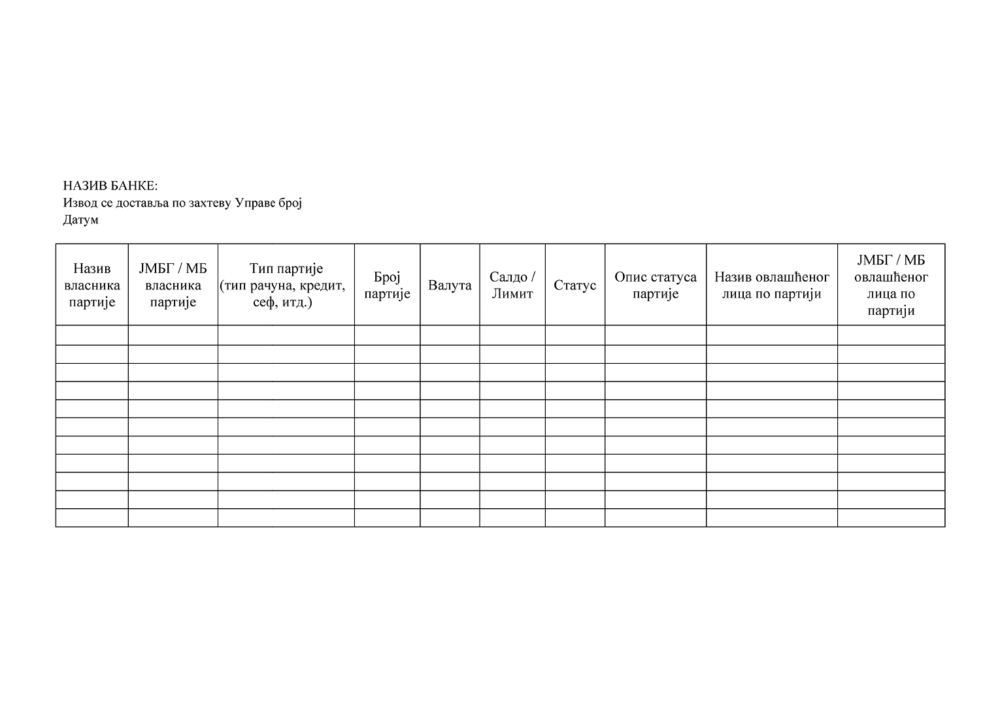 НАЗИВ БАНКЕ:
Извод се доставља по захтеву Управе број
Датум
Назив
власника
партије
ЈМБГ / МБ
власника
партије
Тип партије
(тип рачуна, кредит,
сеф, итд.)
Број
партије
Валута
Салдо /
Лимит
Статус
Опис статуса
партије
Назив овлашћеног
лица по партији
ЈМБГ / МБ
овлашћеног
лица по
партији